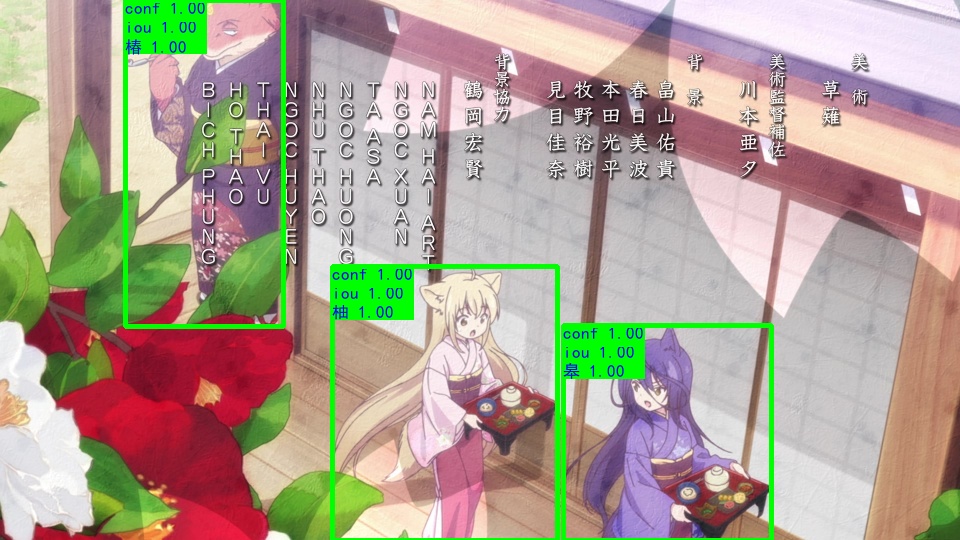 美術
草薙
美術監督補佐
川本亜夕
背景
畠山佑貴
春日美波
本田光平
牧野裕樹
見目佳奈
背景協力
鶴岡宏賢
NAM HAI ART
NGOC XUAN
TA ASA
NGOC HUONG
NHU THAO
NGOC HUYEN
THAI VU
HO THAO
BICH PHUNG
conf 1.00
iou 1.00
椿 1.00
conf 1.00
iou 1.00
柚 1.00
conf 1.00
iou 1.00
皋 1.00